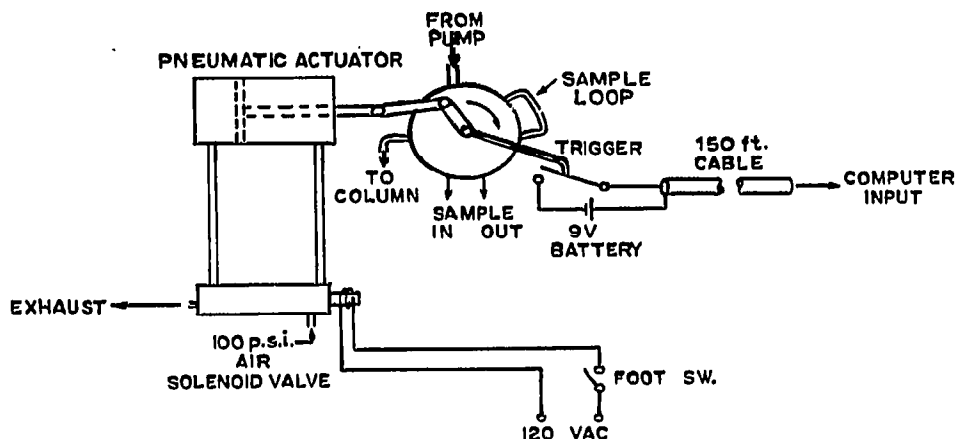 FROM
PUMP
PNEUMATIC ACTUATOR
SAMPLE
LOOP
TRIGGER
150 ft.
CABLE
COMPUTER
INPUT
TO
COLUMN
SAMPLE
IN OUT
9V
BATTERY
EXHAUST
100 p.s.i.
AIR
SOLENOID VALVE
FOOT SW.
120 VAC